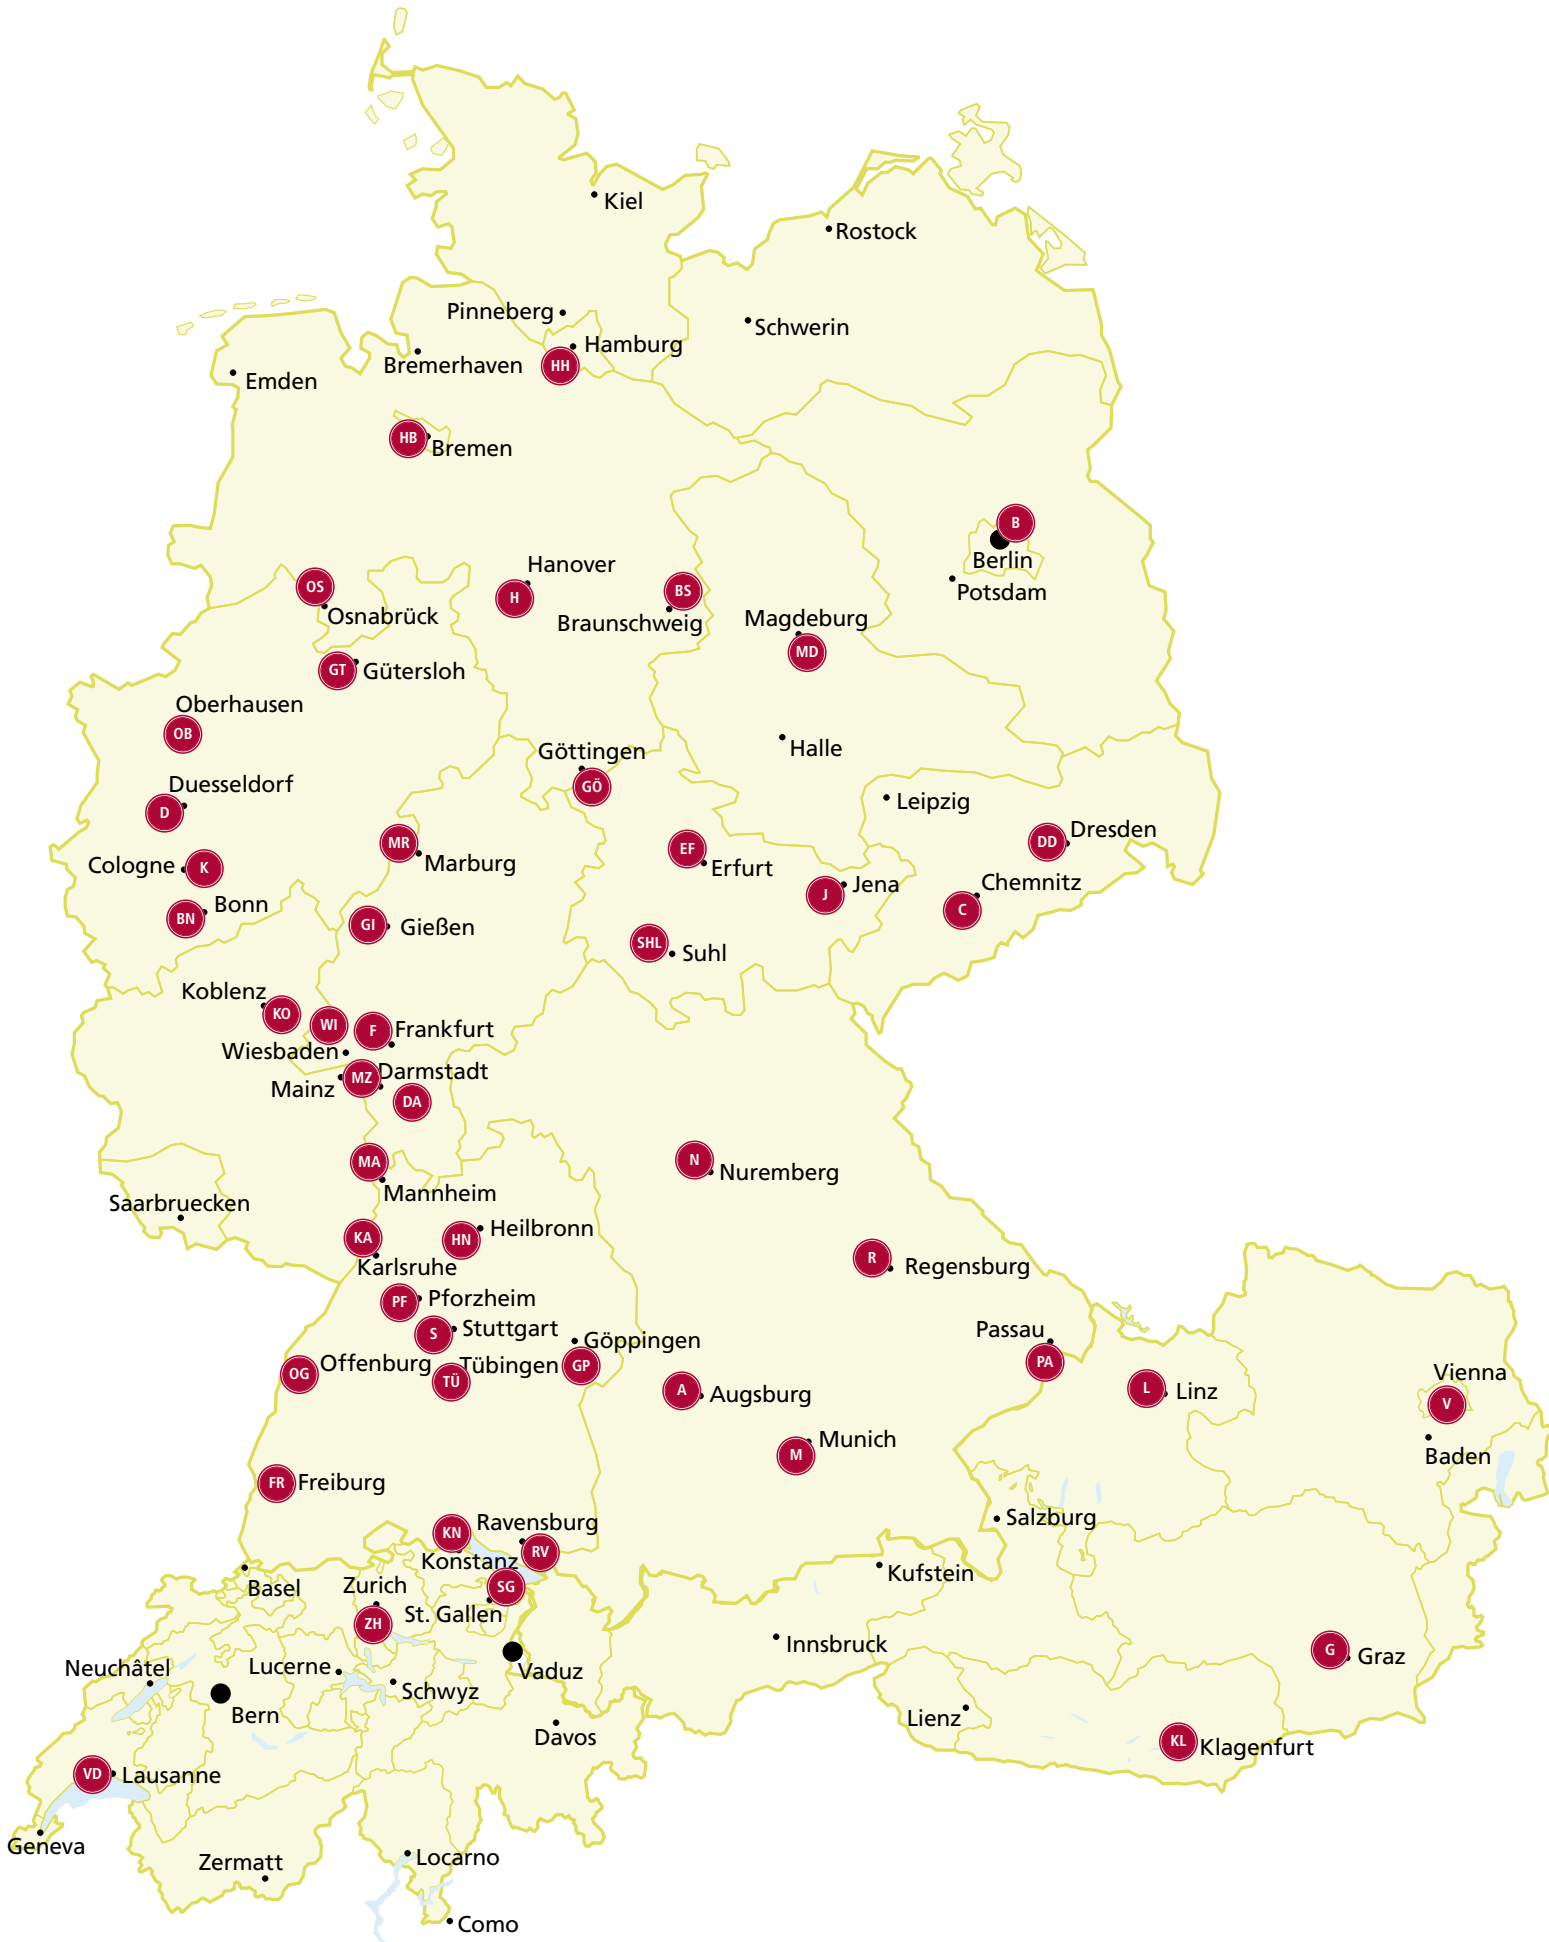 Kiel
Rostock
Pinneberg
Schwerin
Hamburg
Bremerhaven
HH
Emden
HB
Bremen
B
Berlin
Hanover
Potsdam
OS
H
BS
Osnabrück
Braunschweig
Magdeburg
MD
GT
Gütersloh
Oberhausen
OB
Halle
Göttingen
GÖ
Duesseldorf
D
Leipzig
MR
Marburg
EF
Erfurt
DD
Dresden
Cologne
K
Jena
J
Chemnitz
C
Bonn
BN
GI
Gießen
SHL
Suhl
Koblenz
KO
WI
F
Frankfurt
Wiesbaden
Mainz
MZ
Darmstadt
DA
MA
Mannheim
N
Nuremberg
Saarbruecken
KA
Karlsruhe
HN
Heilbronn
R
Regensburg
PF
Pforzheim
S
Stuttgart
Göppingen
GP
Passau
PA
OG
Offenburg
Tübingen
TÜ
A
Augsburg
L
Linz
Vienna
V
Baden
M
Munich
FR
Freiburg
Salzburg
KN
Konstanz
Ravensburg
RV
Kufstein
Basel
Zurich
ZH
SG
St. Gallen
Innsbruck
G
Graz
Neuchâtel
Lucerne
Vaduz
Schwyz
Bern
Davos
Lienz
KL
Klagenfurt
VD
Lausanne
Geneva
Zermatt
Locarno
Como